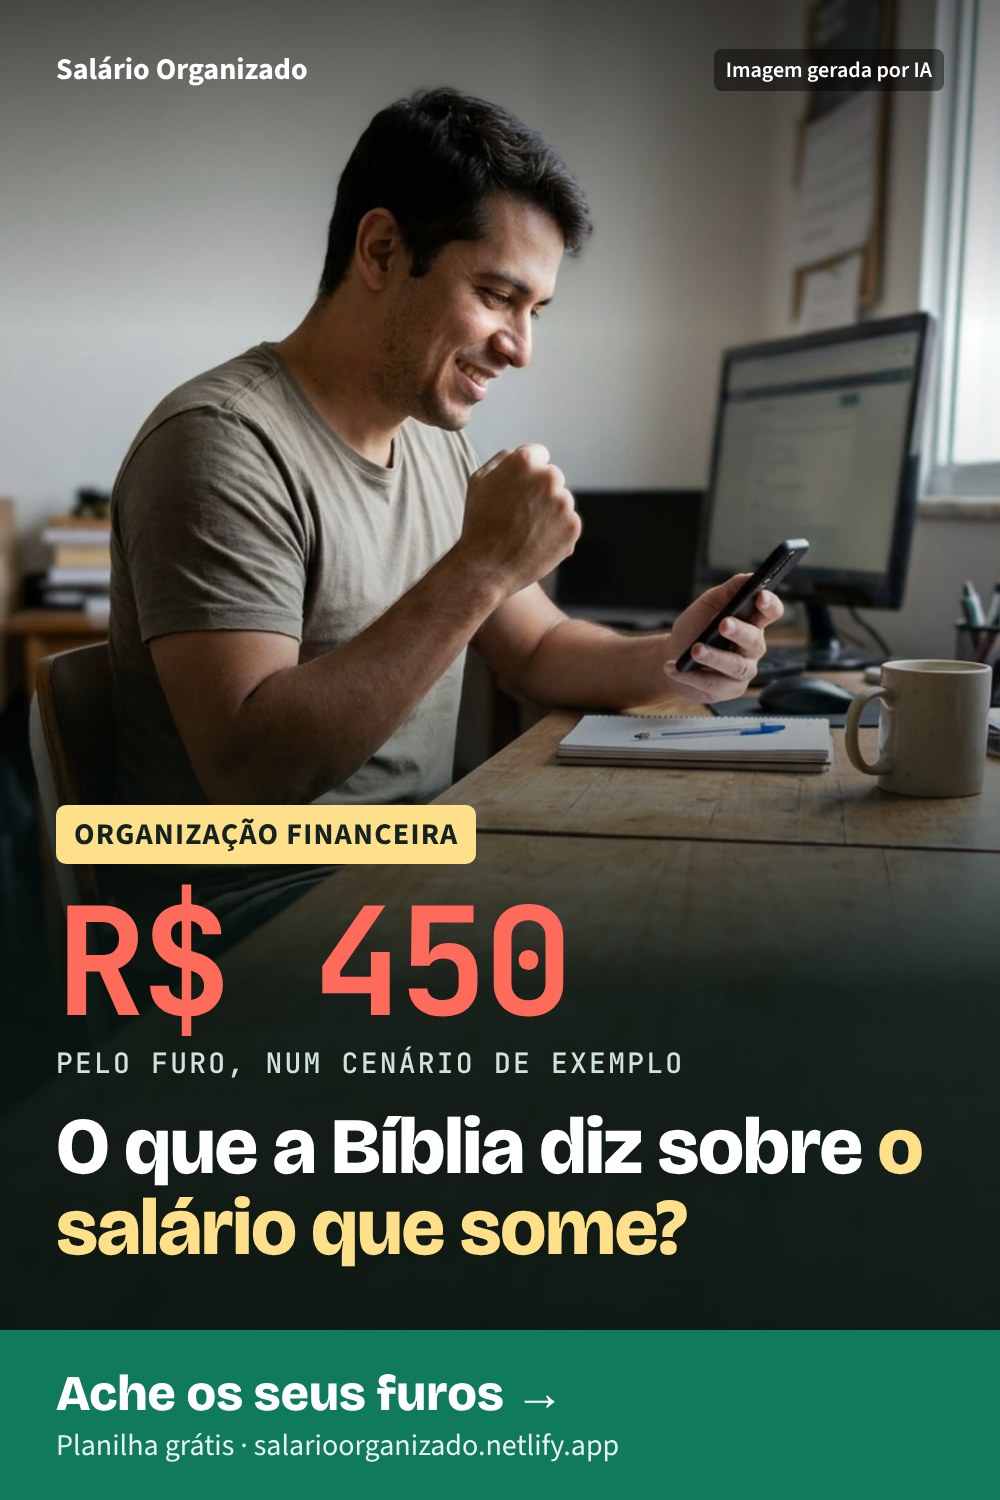 Salário Organizado
Imagem gerada por IA
ORGANIZAÇÃO FINANCEIRA
R$ 450
PELO FURO, NUM CENÁRIO DE EXEMPLO
O que a Bíblia diz sobre o
salário que some?
Ache os seus furos →
Planilha grátis · salarioorganizado.netlify.app